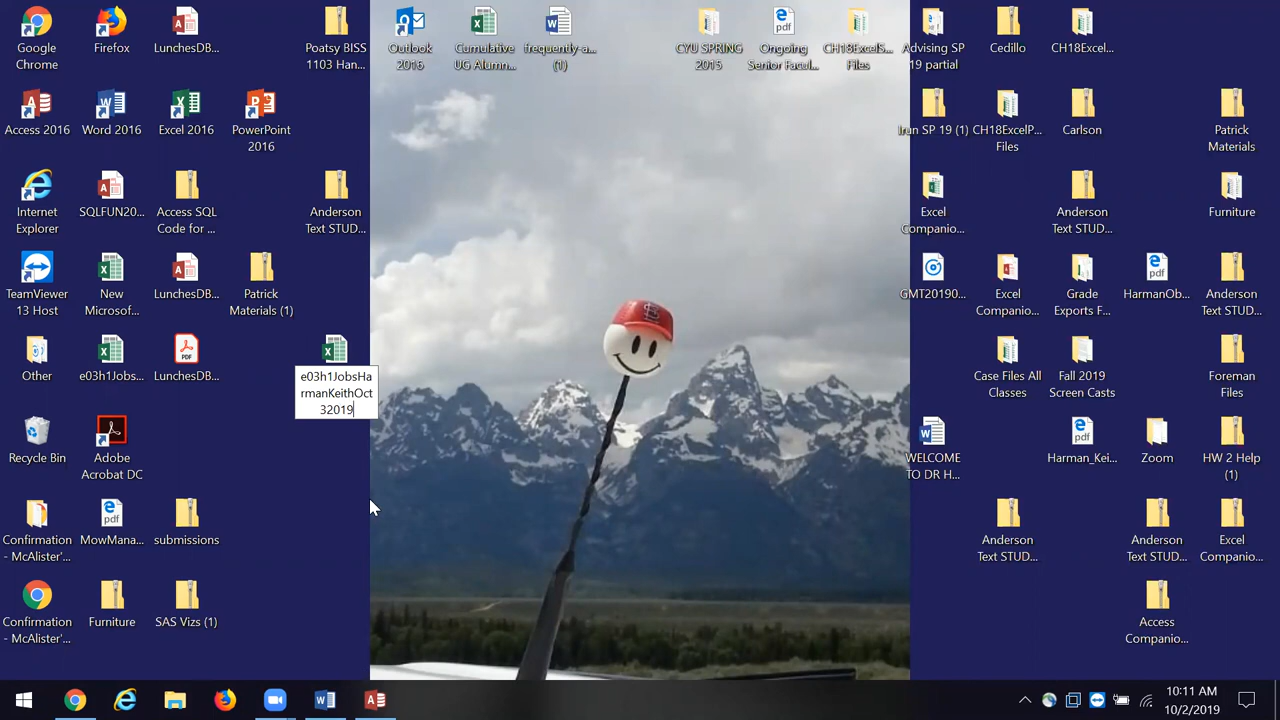 Google
Chrome
Firefox
LunchesDB...
Poatsy BISS
1103 Han...
Outlook
2016
Cumulative
UG Alumn...
frequently-a...
(1)
CYU SPRING
2015
Ongoing
Senior Facul...
CH18ExcelS...
Files
Advising SP
19 partial
Cedillo
CH18Excel...
Access 2016
Word 2016
Excel 2016
PowerPoint
2016
Irun SP 19 (1)
CH18ExcelP...
Files
Carlson
Patrick
Materials
Internet
Explorer
SQLFUN20...
Access SQL
Code for ...
Anderson
Text STUD...
Excel
Companio...
Anderson
Text STUD...
Furniture
TeamViewer
13 Host
New
Microsof...
LunchesDB...
Patrick
Materials (1)
GMT20190...
Excel
Companio...
Grade
Exports F...
HarmanOb...
Anderson
Text STUD...
Other
e03h1Jobs...
LunchesDB...
e03h1JobsHa
rmanKeithOct
32019
Case Files All
Classes
Fall 2019
Screen Casts
Foreman
Files
Recycle Bin
Adobe
Acrobat DC
WELCOME
TO DR H...
Harman_Kei...
Zoom
HW 2 Help
(1)
Confirmation
- McAlister'...
MowMana...
submissions
Anderson
Text STUD...
Anderson
Text STUD...
Excel
Companio...
Confirmation
- McAlister'...
Furniture
SAS Vizs (1)
Access
Companio...
10:11 AM
10/2/2019